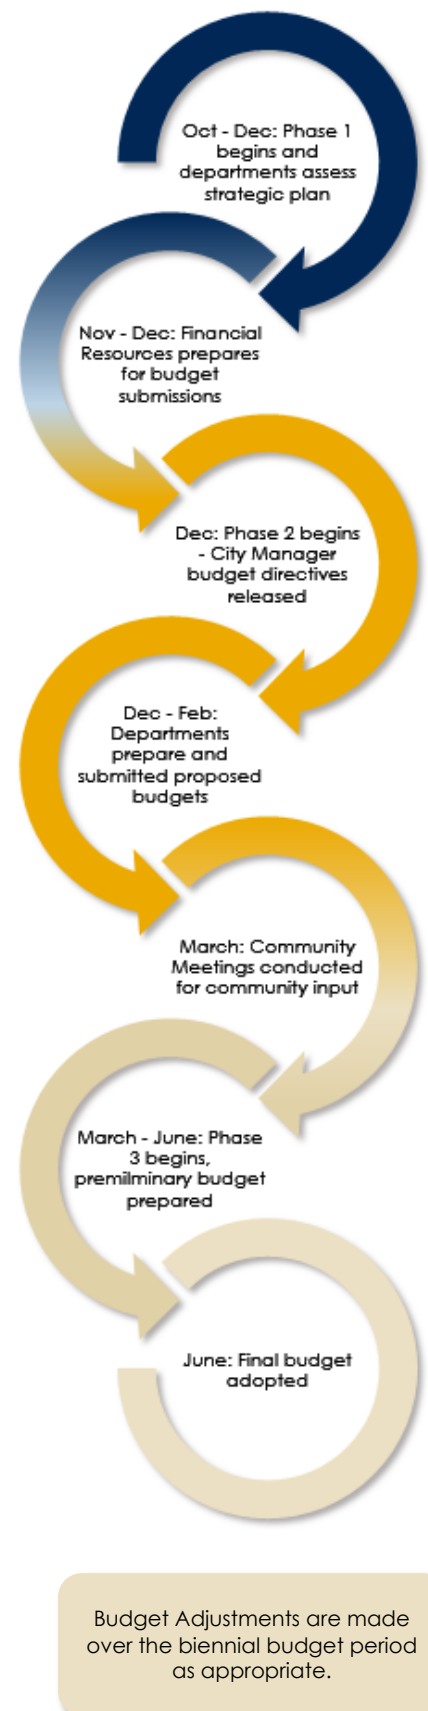 Oct - Dec: Phase 1
begins and
departments assess
strategic plan
Nov - Dec: Financial
Resources prepares
for budget
submissions
Dec: Phase 2 begins
- City Manager
budget directives
released
Dec - Feb:
Departments
prepare and
submitted proposed
budgets
March: Community
Meetings conducted
for community input
March - June: Phase
3 begins,
premilminary budget
prepared
June: Final budget
adopted
Budget Adjustments are made
over the biennial budget period
as appropriate.